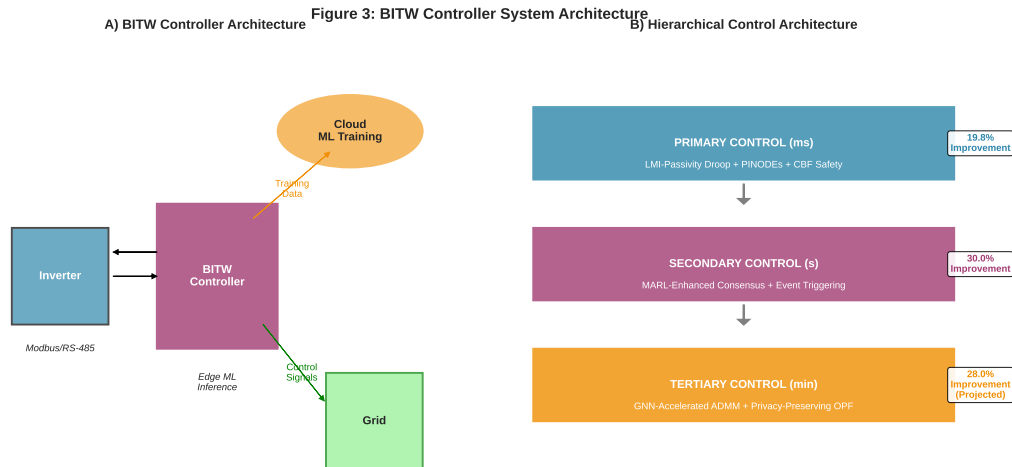 Figure 3: BITW Controller System Architecture
A) BITW Controller Architecture
Cloud
ML Training
Training
Data
Inverter
BITW
Controller
Modbus/RS-485
Edge ML
Inference
Control
Signals
Grid
B) Hierarchical Control Architecture
PRIMARY CONTROL (ms)
LMI-Passivity Droop + PINODEs + CBF Safety
19.8%
Improvement
SECONDARY CONTROL (s)
MARL-Enhanced Consensus + Event Triggering
30.0%
Improvement
TERTIARY CONTROL (min)
GNN-Accelerated ADMM + Privacy-Preserving OPF
28.0%
Improvement
(Projected)